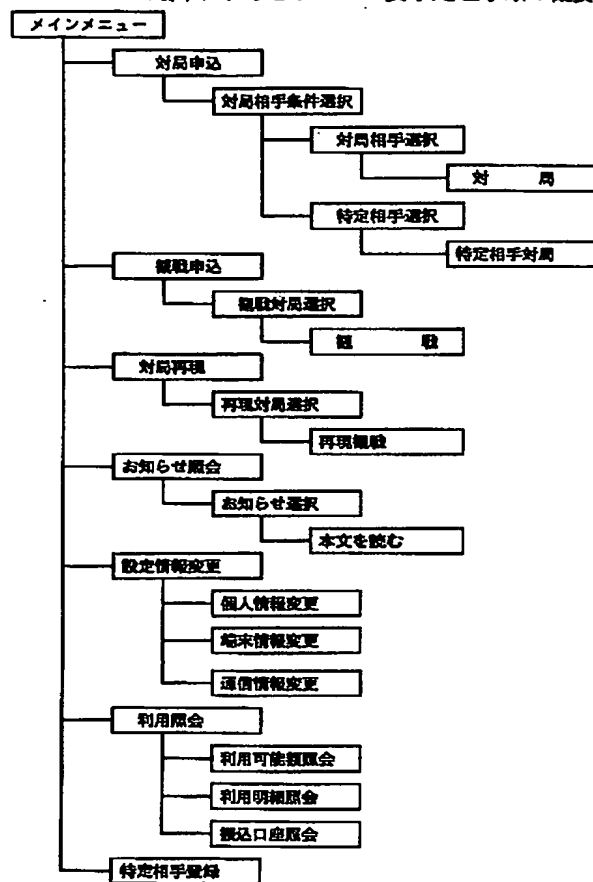 メインメニュー
対局申込
対局相手条件選択
対局相手選択
対 局
特定相手選択
特定相手対局
観戦申込
観戦対局選択
観 戦
対局再現
再現対局選択
再現観戦
お知らせ照会
お知らせ選択
本文を読む
設定情報変更
個人情報変更
端末情報変更
通信情報変更
利用照会
利用可能額照会
利用明細照会
振込口座照会
特定相手登録